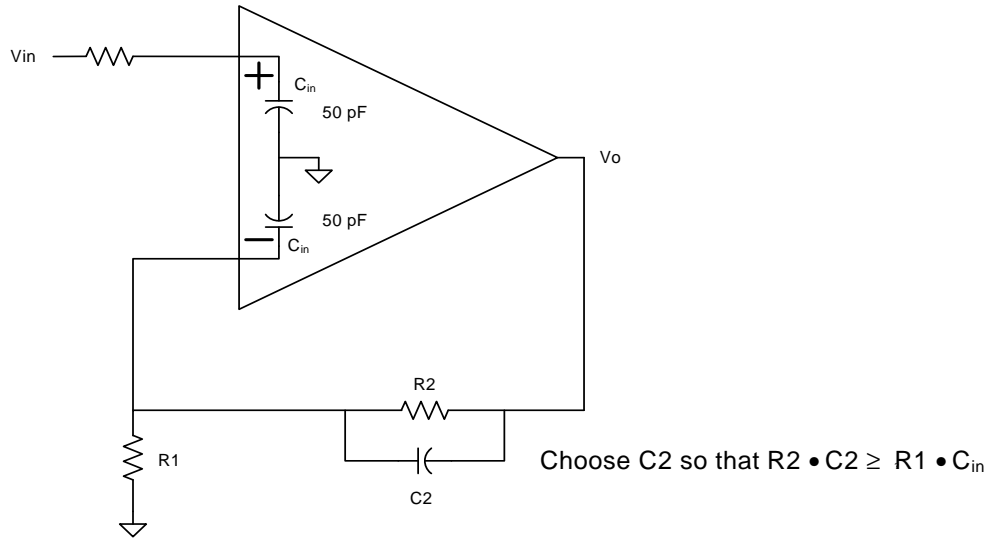 Vin
+
Cin
50 pF
Vo
50 pF
−
Cin
R2
R1
Choose C2 so that R2 • C2 ≥ R1 • Cin
C2